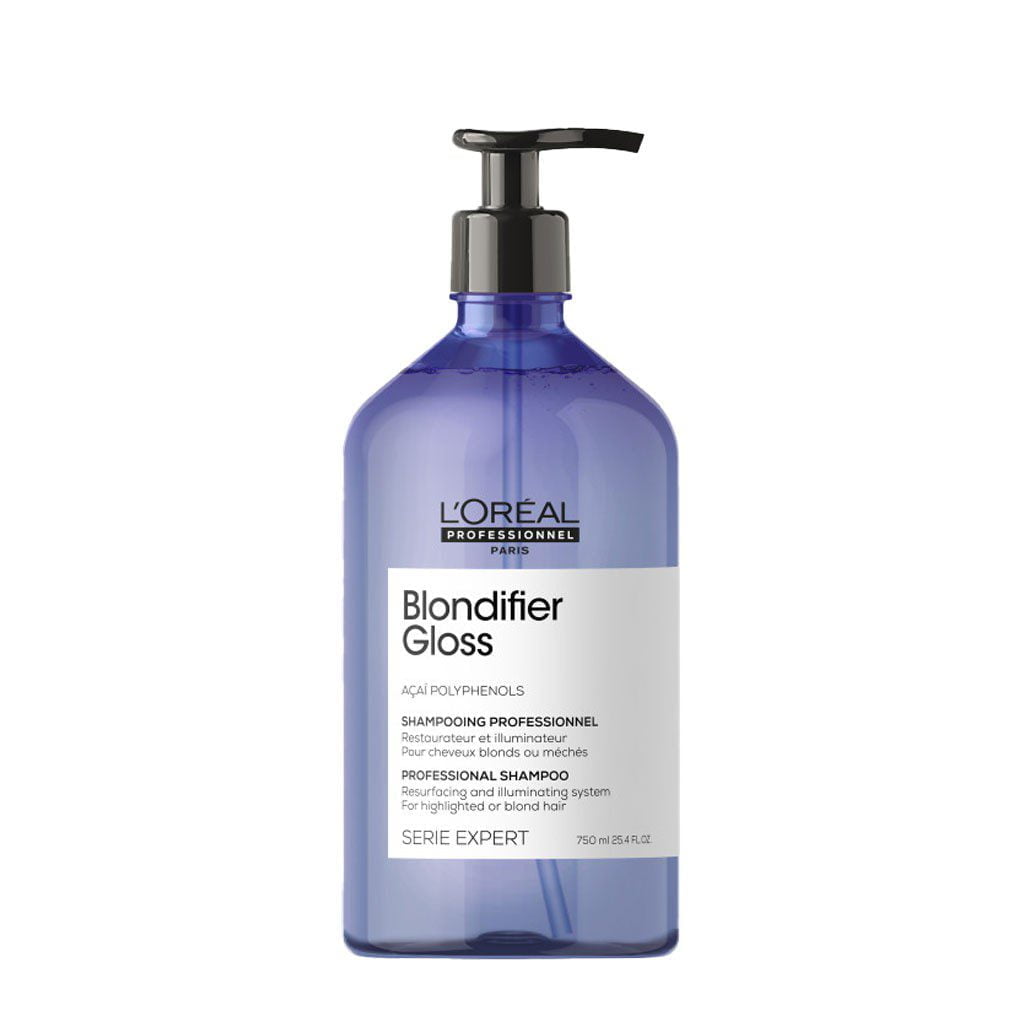 L'ORÉAL
PROFESSIONNEL
PARIS
Blondifier
Gloss
AÇAÏ POLYPHENOLS
SHAMPOOING PROFESSIONNEL
Restaurateur et illuminateur
Pour cheveux blonds ou méchés
PROFESSIONAL SHAMPOO
Resurfacing and illuminating system
For highlighted or blond hair
SERIE EXPERT
750 ml 25.4 FL.OZ.